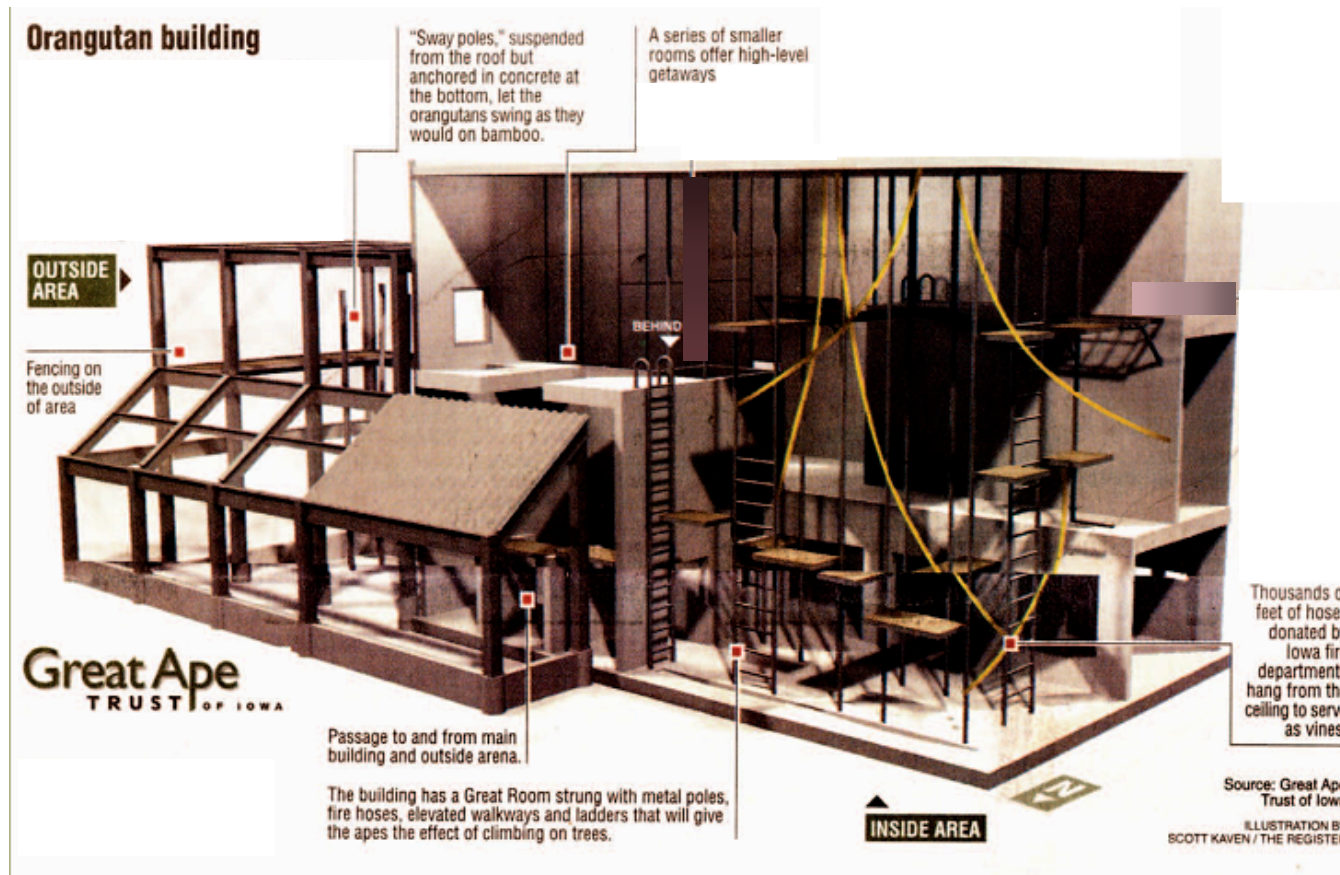 Orangutan building
"Sway poles," suspended
from the roof but
anchored in concrete at
the bottom, let the
orangutans swing as they
would on bamboo.
A series of smaller
rooms offer high-level
getaways
OUTSIDE
AREA
BEHIND
Fencing on
the outside
of area
Thousands o
feet of hose
donated b
Iowa fir
department
hang from th
ceiling to serv
as vines
Great Ape
TRUST OF IOWA
Passage to and from main
building and outside arena.
The building has a Great Room strung with metal poles,
fire hoses, elevated walkways and ladders that will give
the apes the effect of climbing on trees.
N
INSIDE AREA
Source: Great Ape
Trust of Iowa
ILLUSTRATION B
SCOTT KAVEN / THE REGISTE